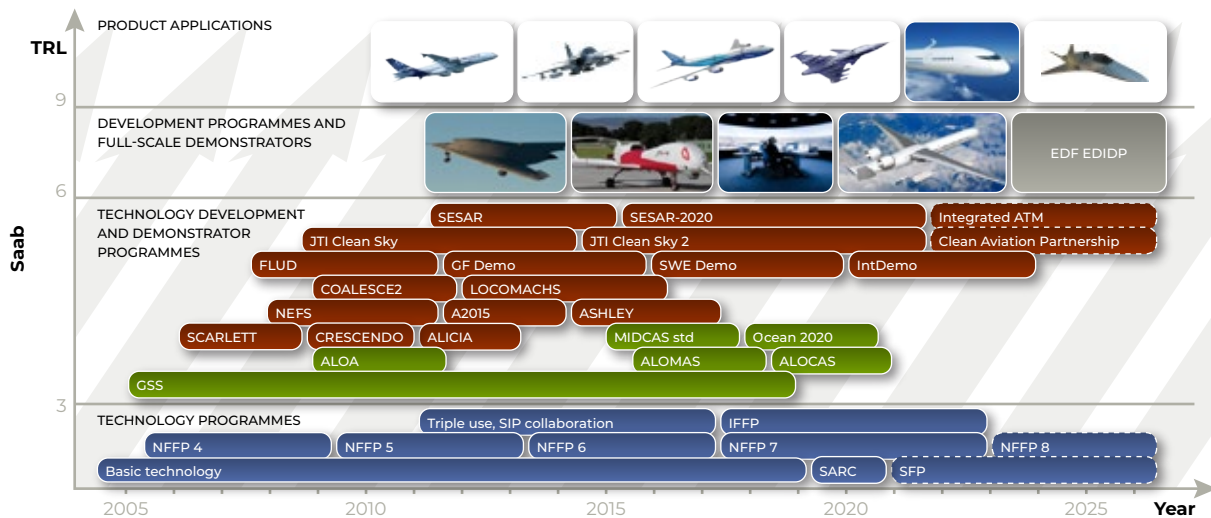 PRODUCT APPLICATIONS
TRL
9
DEVELOPMENT PROGRAMMES AND
FULL-SCALE DEMONSTRATORS
EDF EDIDP
6
TECHNOLOGY DEVELOPMENT
AND DEMONSTRATOR
PROGRAMMES
SESAR
SESAR-2020
Integrated ATM
JTI Clean Sky
JTI Clean Sky 2
Clean Aviation Partnership
Saab
FLUD
GF Demo
SWE Demo
IntDemo
COALESCE2
LOCOMACHS
NEFS
A2015
ASHLEY
SCARLETT
CRESCENDO
ALICIA
MIDCAS std
Ocean 2020
ALOA
ALOMAS
ALOCAS
GSS
3
TECHNOLOGY PROGRAMMES
Triple use, SIP collaboration
IFFP
NFFP 4
NFFP 5
NFFP 6
NFFP 7
NFFP 8
Basic technology
SARC
SFP
2005
2010
2015
2020
2025
Year